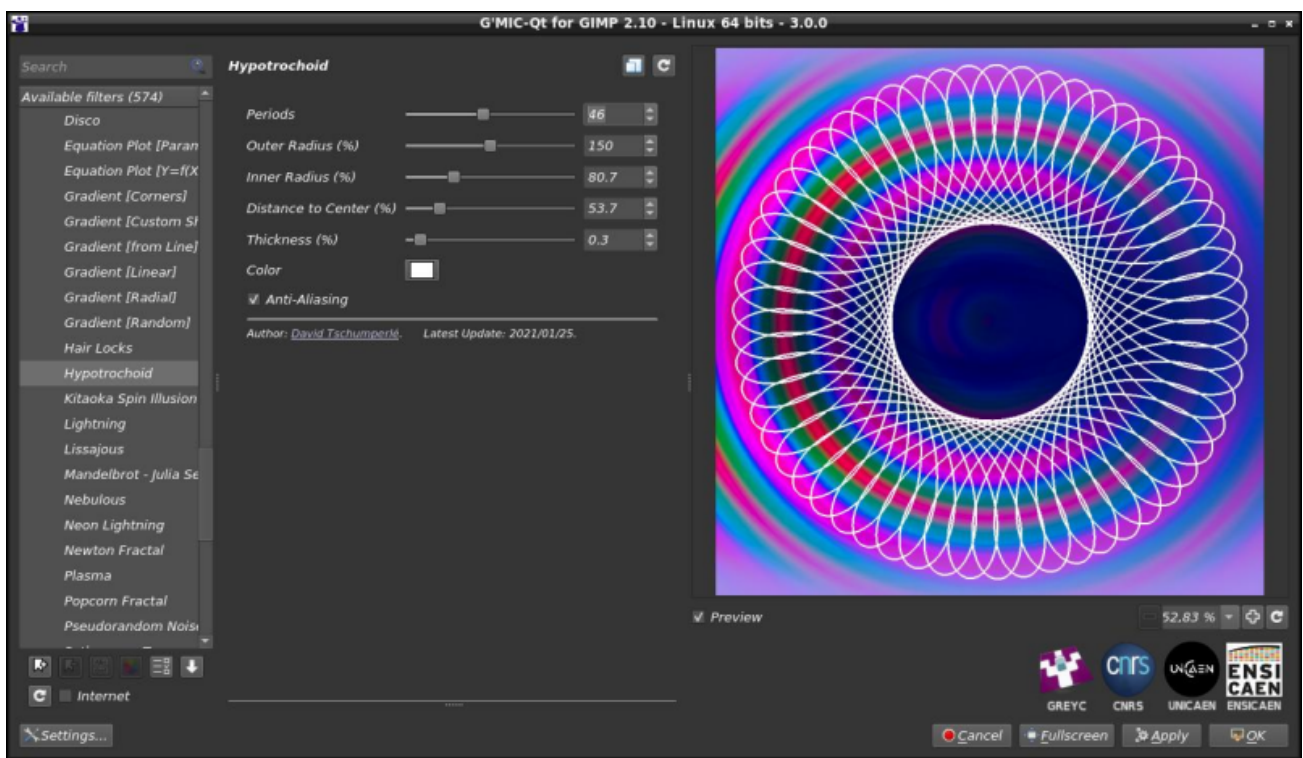 G'MIC-Qt for GIMP 2.10 - Linux 64 bits - 3.0.0
Search
Available filters (574)
Disco
Equation Plot [Param
Equation Plot [Y=f(X
Gradient [Corners]
Gradient [Custom Sh
Gradient [from Line]
Gradient [Linear]
Gradient [Radial]
Gradient [Random]
Hair Locks
Hypotrochoid
Kitaoka Spin Illusion
Lightning
Lissajous
Mandelbrot - Julia Se
Nebulous
Neon Lightning
Newton Fractal
Plasma
Popcorn Fractal
Pseudorandom Nois
Internet
Settings...
Hypotrochoid
Periods 46
Outer Radius (%) 150
Inner Radius (%) 80.7
Distance to Center (%) 53.7
Thickness (%) 0.3
Color
Anti-Aliasing
Author: David Tschumperlé. Latest Update: 2021/01/25.
Preview
52,83 %
cnrs
UNICAEN
ENSI
CAEN
GREYC CNRS UNICAEN ENSICAEN
Cancel Fullscreen Apply OK